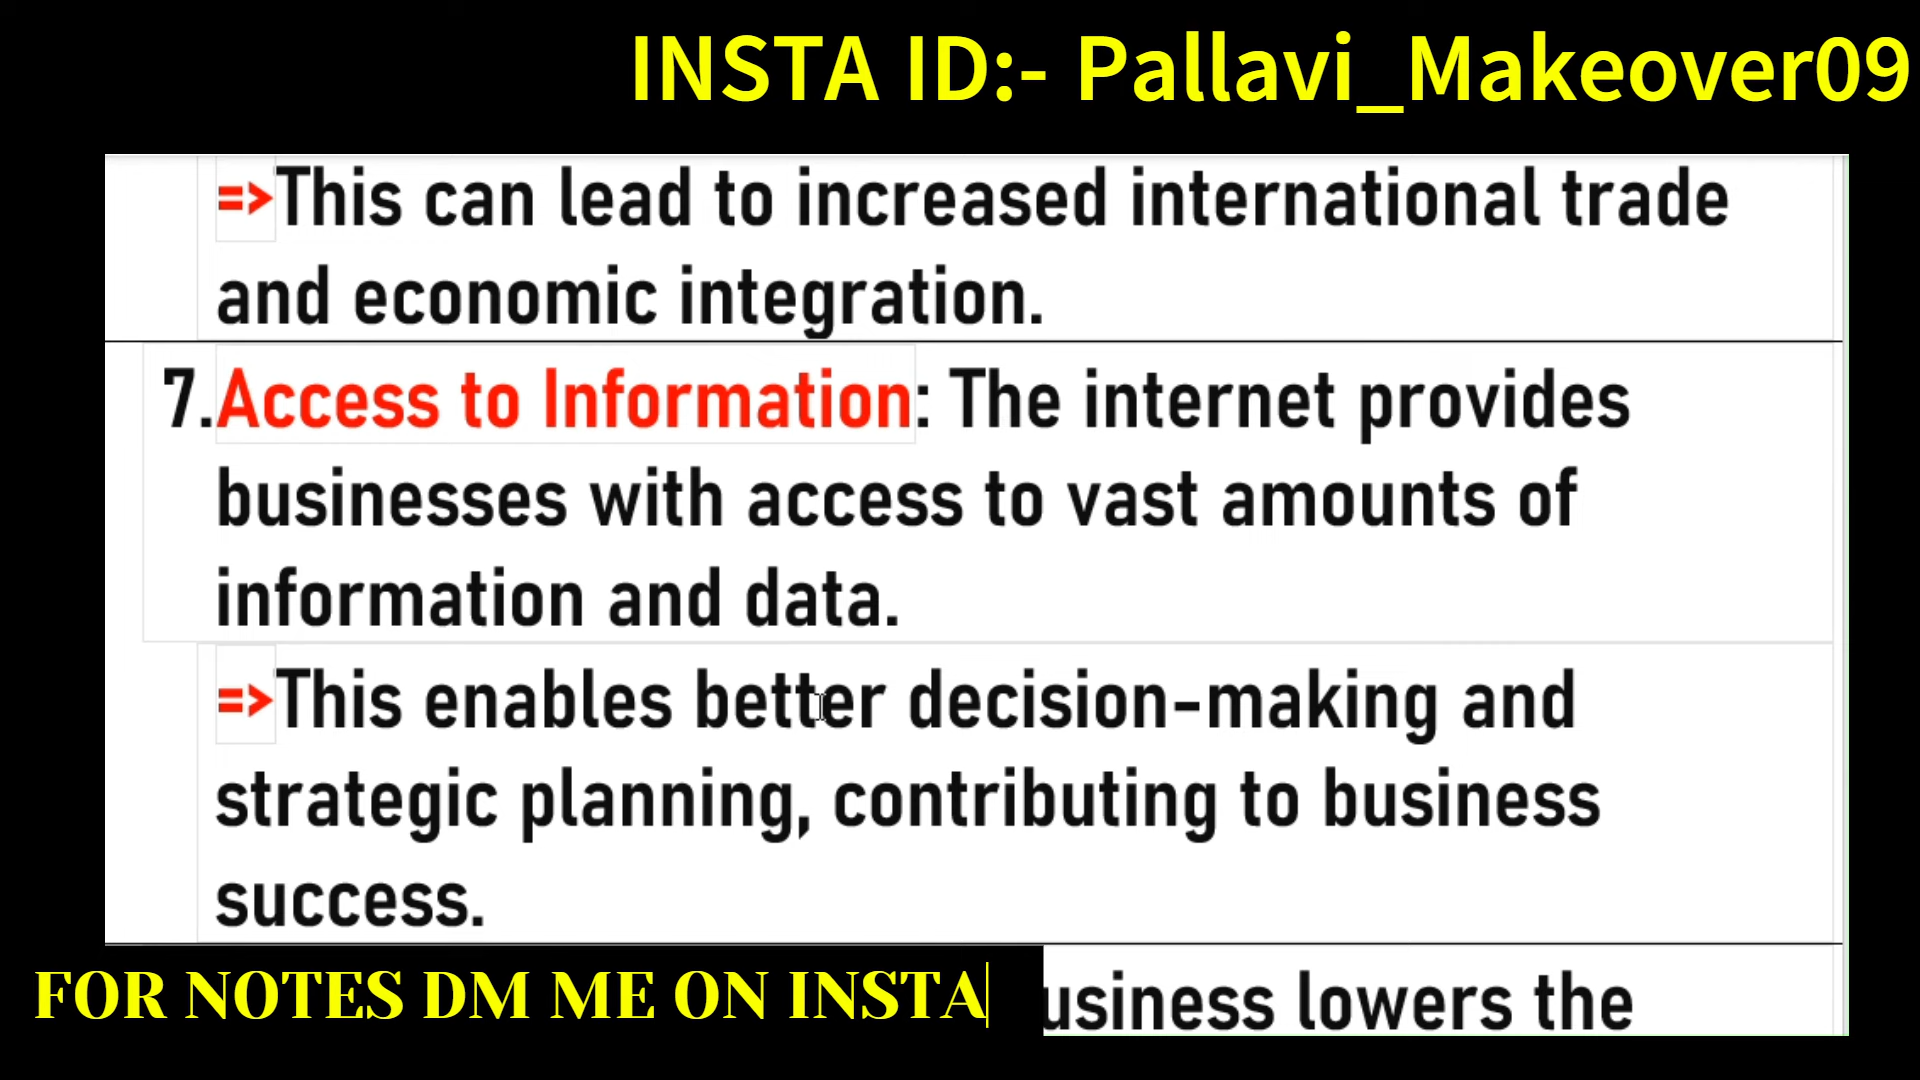 INSTA ID:- Pallavi_Makeover09
=>This can lead to increased international trade
and economic integration.
7.Access to Information: The internet provides
businesses with access to vast amounts of
information and data.
=>This enables better decision-making and
strategic planning, contributing to business
success.
FOR NOTES DM ME ON INSTA
lowers the